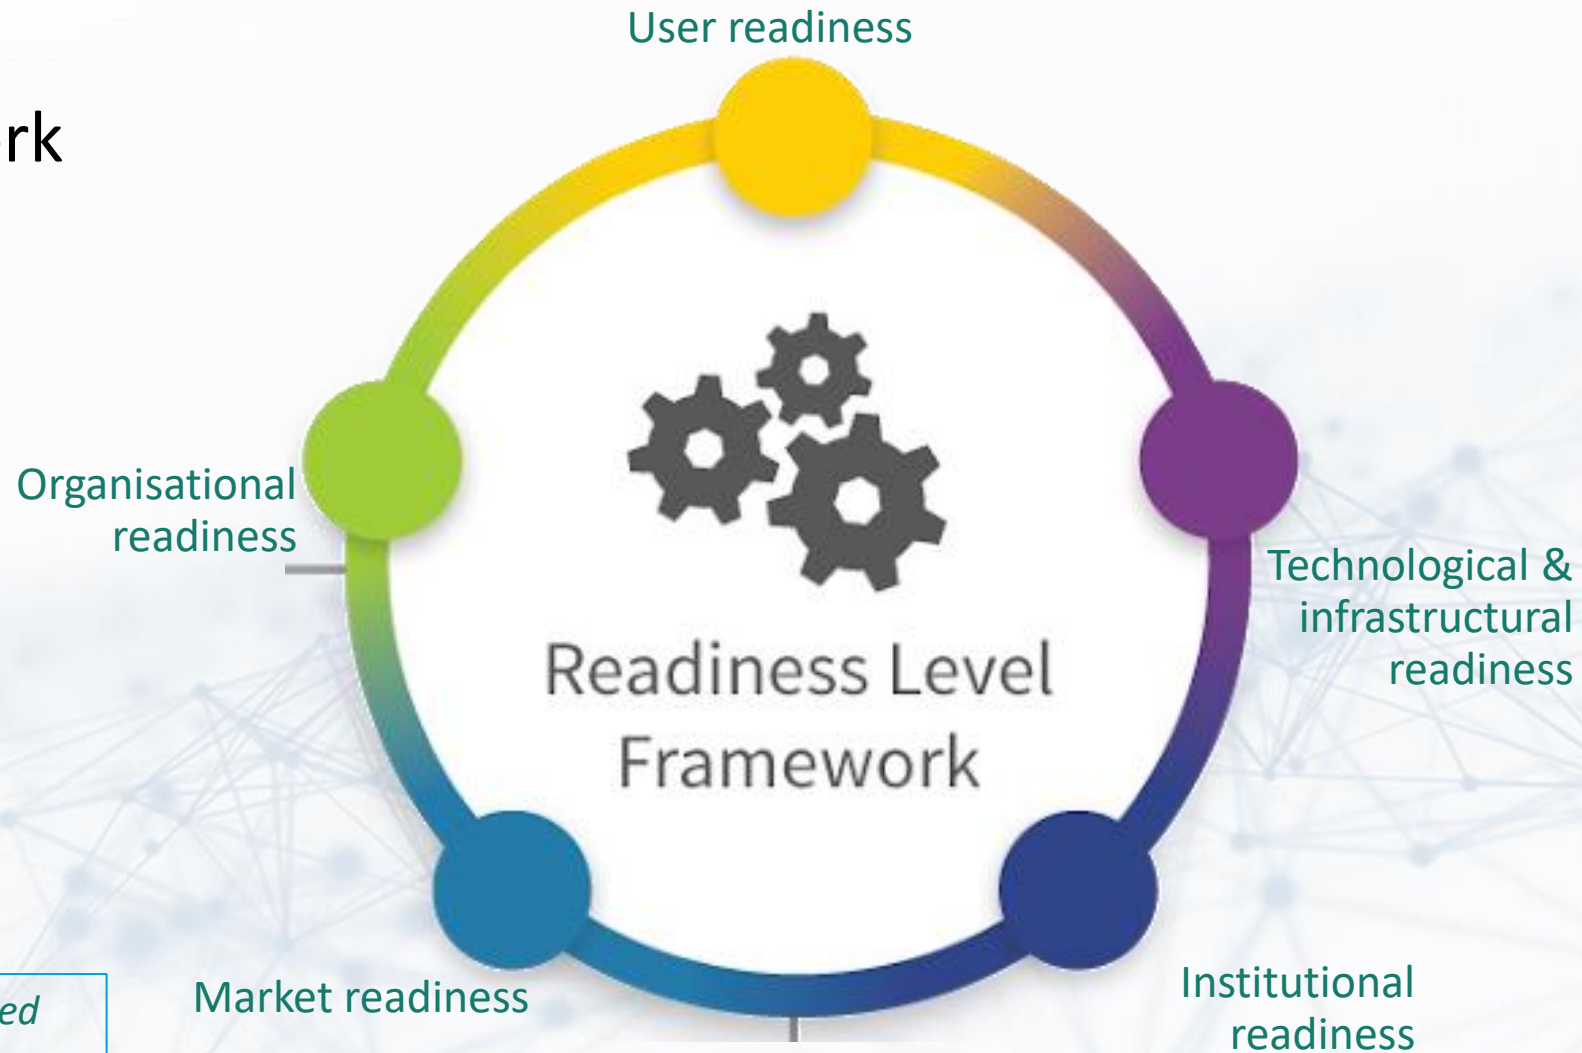 User readiness
rk
Organisational
readiness
Technological &
infrastructural
readiness
Readiness Level
Framework
Market readiness
Institutional
readiness
ed